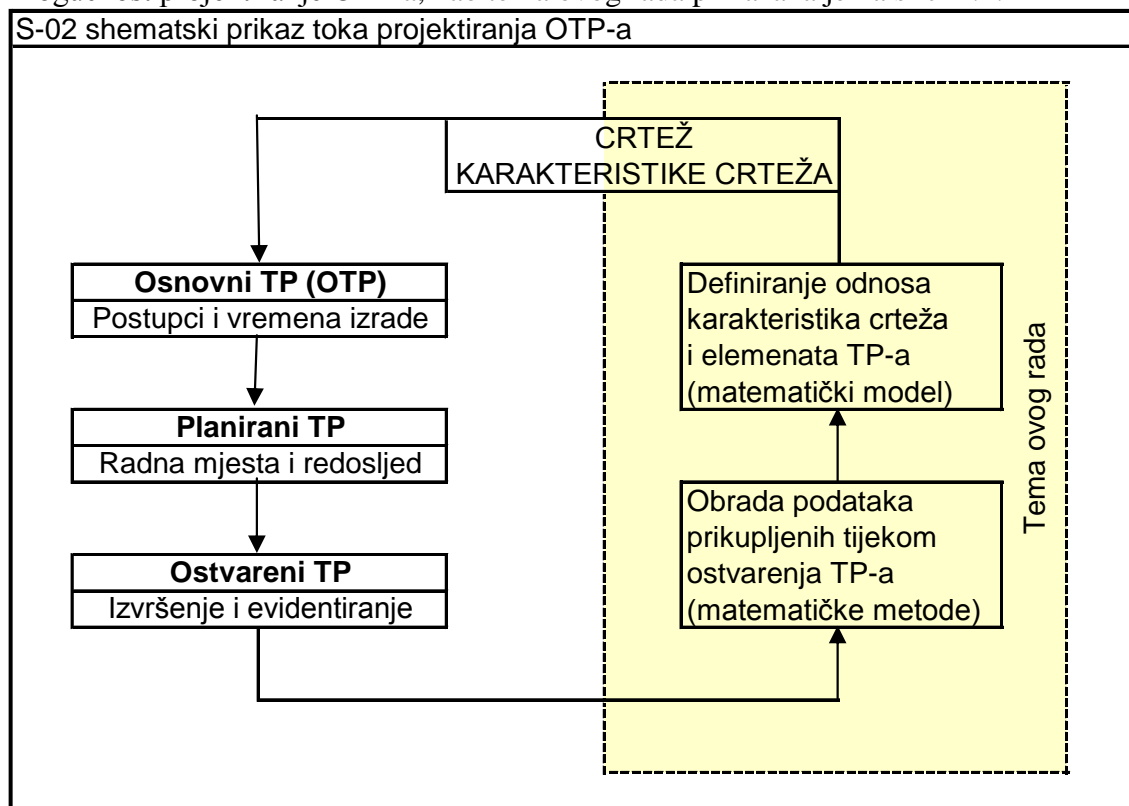 S-02 shematski prikaz toka projektiranja OTP-a
CRTEŽ
KARAKTERISTIKE CRTEŽA
Osnovni TP (OTP)
Postupci i vremena izrade
Planirani TP
Radna mjesta i redosljed
Ostvareni TP
Izvršenje i evidentiranje
Definiranje odnosa
karakteristika crteža
i elemenata TP-a
(matematički model)
Obrada podataka
prikupljenih tijekom
ostvarenja TP-a
(matematičke metode)
Tema ovog rada